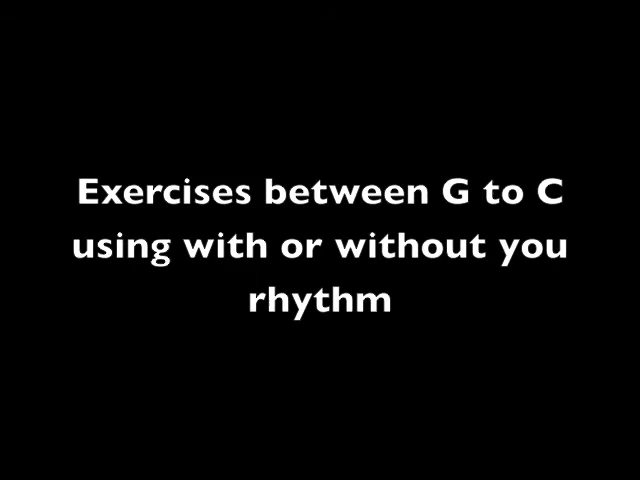 Exercises between G to C
using with or without you
rhythm